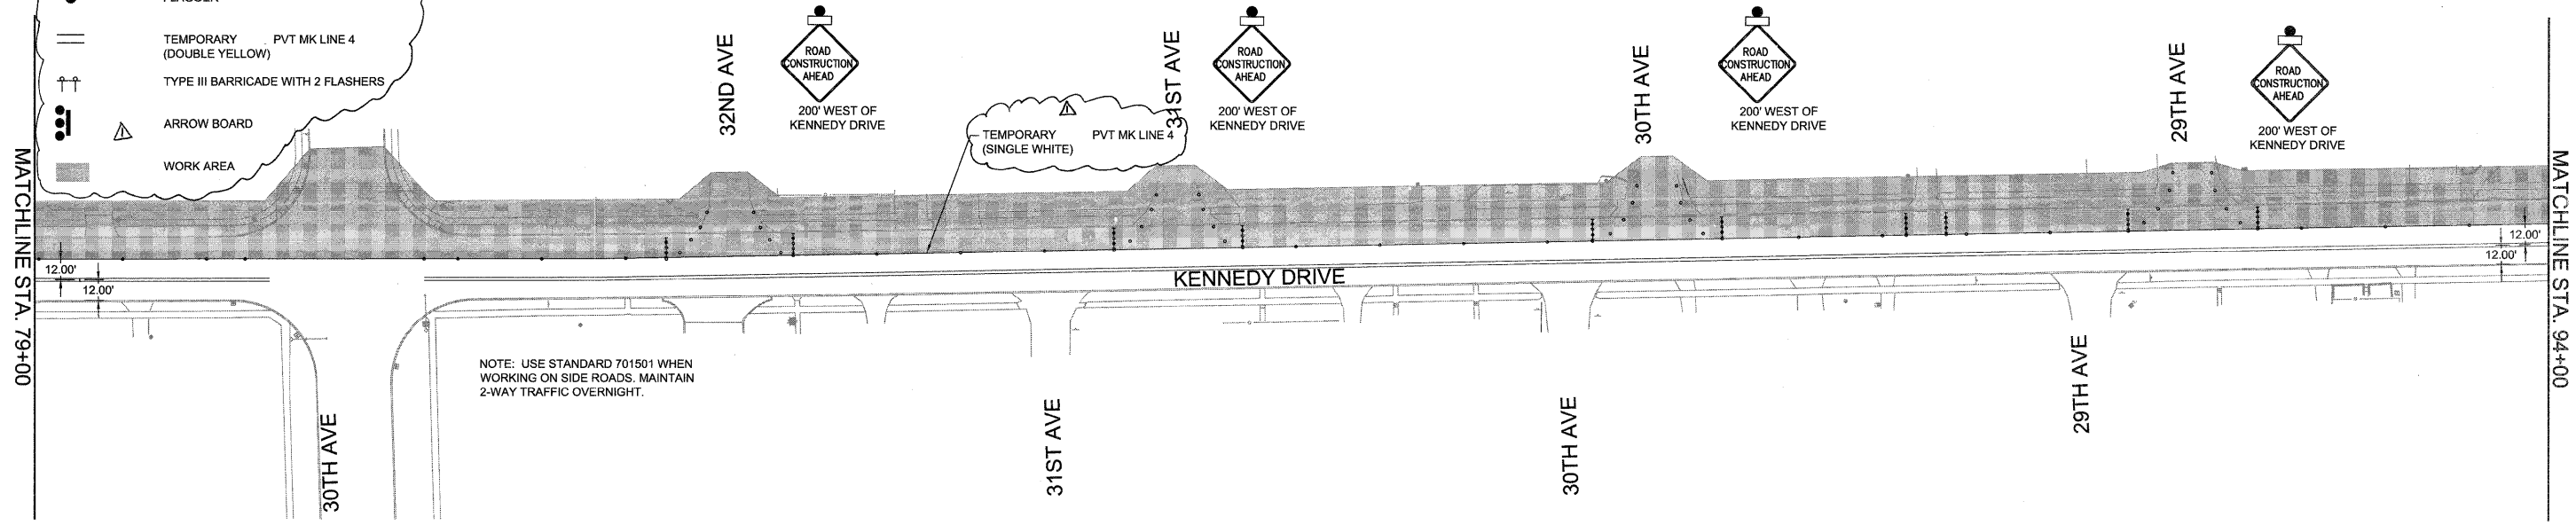 TEMPORARY PVT MK LINE 4
(DOUBLE YELLOW)
TYPE III BARRICADE WITH 2 FLASHERS
ARROW BOARD
WORK AREA
MATCHLINE STA. 79+00
32ND AVE
ROAD
CONSTRUCTION
AHEAD
200' WEST OF
KENNEDY DRIVE
TEMPORARY PVT MK LINE 4
(SINGLE WHITE)
31ST AVE
ROAD
CONSTRUCTION
AHEAD
200' WEST OF
KENNEDY DRIVE
30TH AVE
ROAD
CONSTRUCTION
AHEAD
200' WEST OF
KENNEDY DRIVE
29TH AVE
ROAD
CONSTRUCTION
AHEAD
200' WEST OF
KENNEDY DRIVE
MATCHLINE STA. 94+00
12.00'
12.00'
KENNEDY DRIVE
12.00'
12.00'
NOTE: USE STANDARD 701501 WHEN
WORKING ON SIDE ROADS. MAINTAIN
2-WAY TRAFFIC OVERNIGHT.
30TH AVE
31ST AVE
30TH AVE
29TH AVE